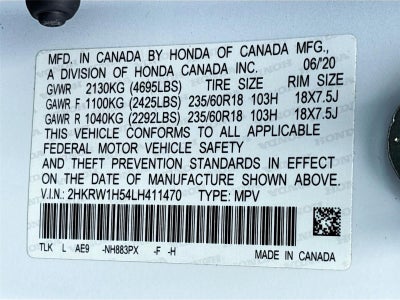 MFD. IN CANADA BY HONDA OF CANADA MFG.,
A DIVISION OF HONDA CANADA INC. 06/'20
GVWR 2130KG (4695LBS) TIRE SIZE RIM SIZE
GAWR F 1100KG (2425LBS) 235/60R18 103H 18X7.5J
GAWR R 1040KG (2292LBS) 235/60R18 103H 18X7.5J
THIS VEHICLE CONFORMS TO ALL APPLICABLE
FEDERAL MOTOR VEHICLE SAFETY
AND THEFT PREVENTION STANDARDS IN EFFECT
ON THE DATE OF MANUFACTURE SHOWN ABOVE.
V.I.N.: 2HKRW1H54LH411470 TYPE: MPV
TLK L AE9 -NH883PX -F -H